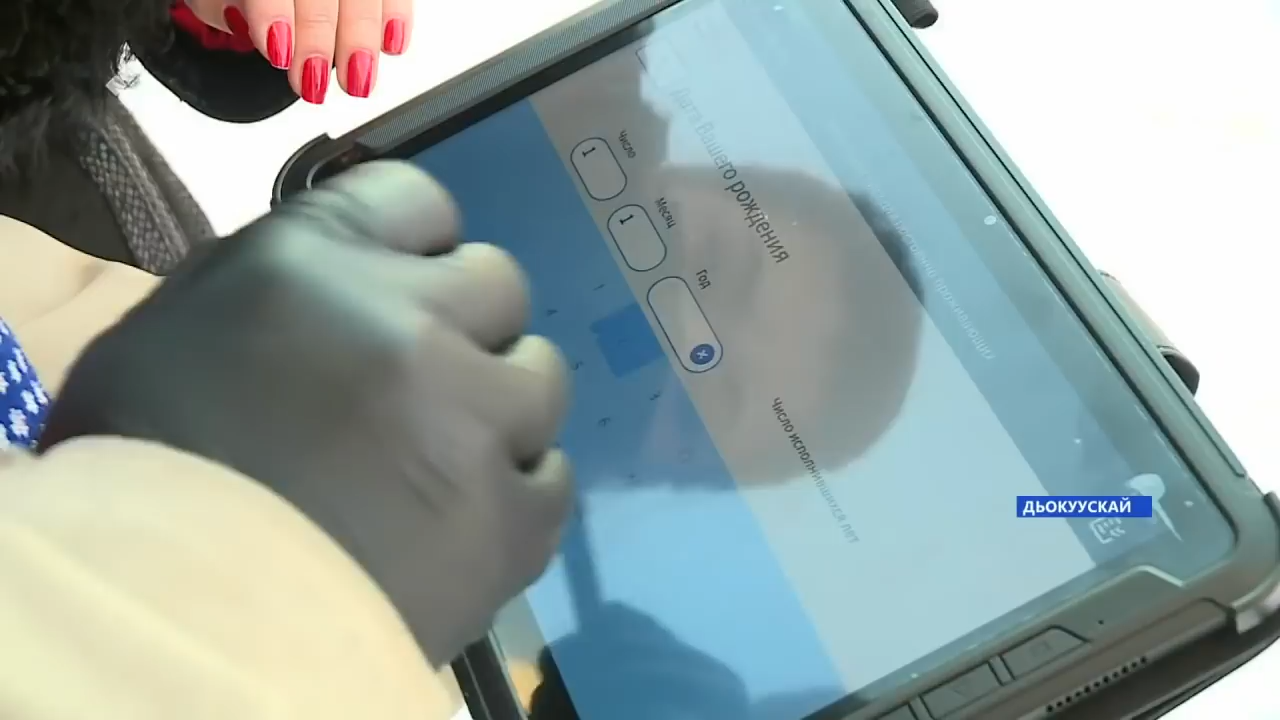 Дата Вашего рождения
Число
Месяц
Год
1
1
Число исполнившихся лет
ДЬОКУУСКАЙ